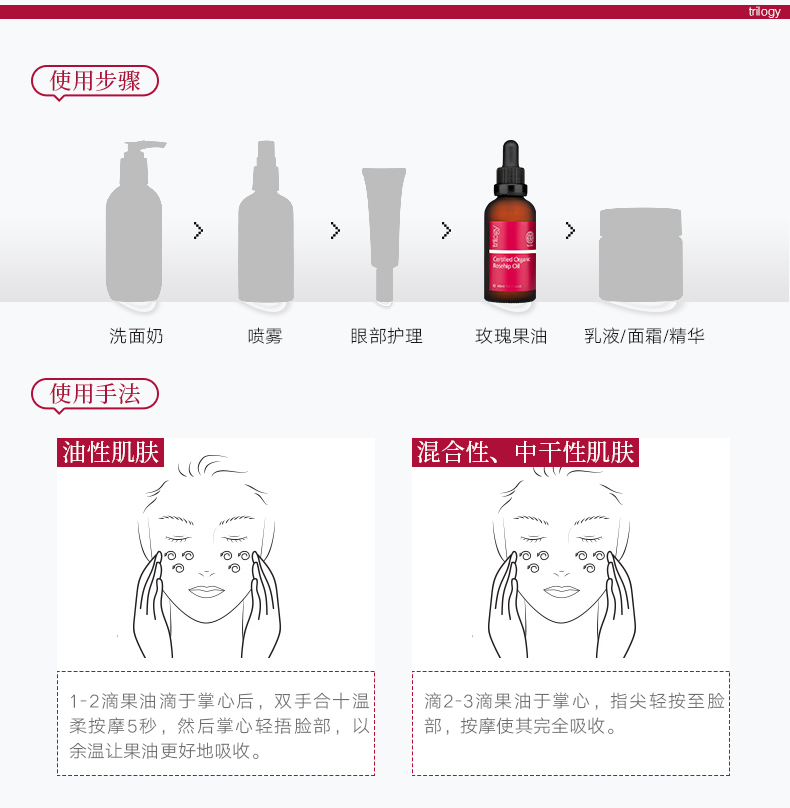 trilogy
使用步骤
trilogy
Certified Organic
Rosehip Oil
洗面奶
喷雾
眼部护理
玫瑰果油
乳液/面霜/精华
使用手法
油性肌肤
混合性、中干性肌肤
1-2滴果油滴于掌心后，双手合十温
柔按摩5秒，然后掌心轻捂脸部，以
余温让果油更好地吸收。
滴2-3滴果油于掌心，指尖轻按至脸
部，按摩使其完全吸收。